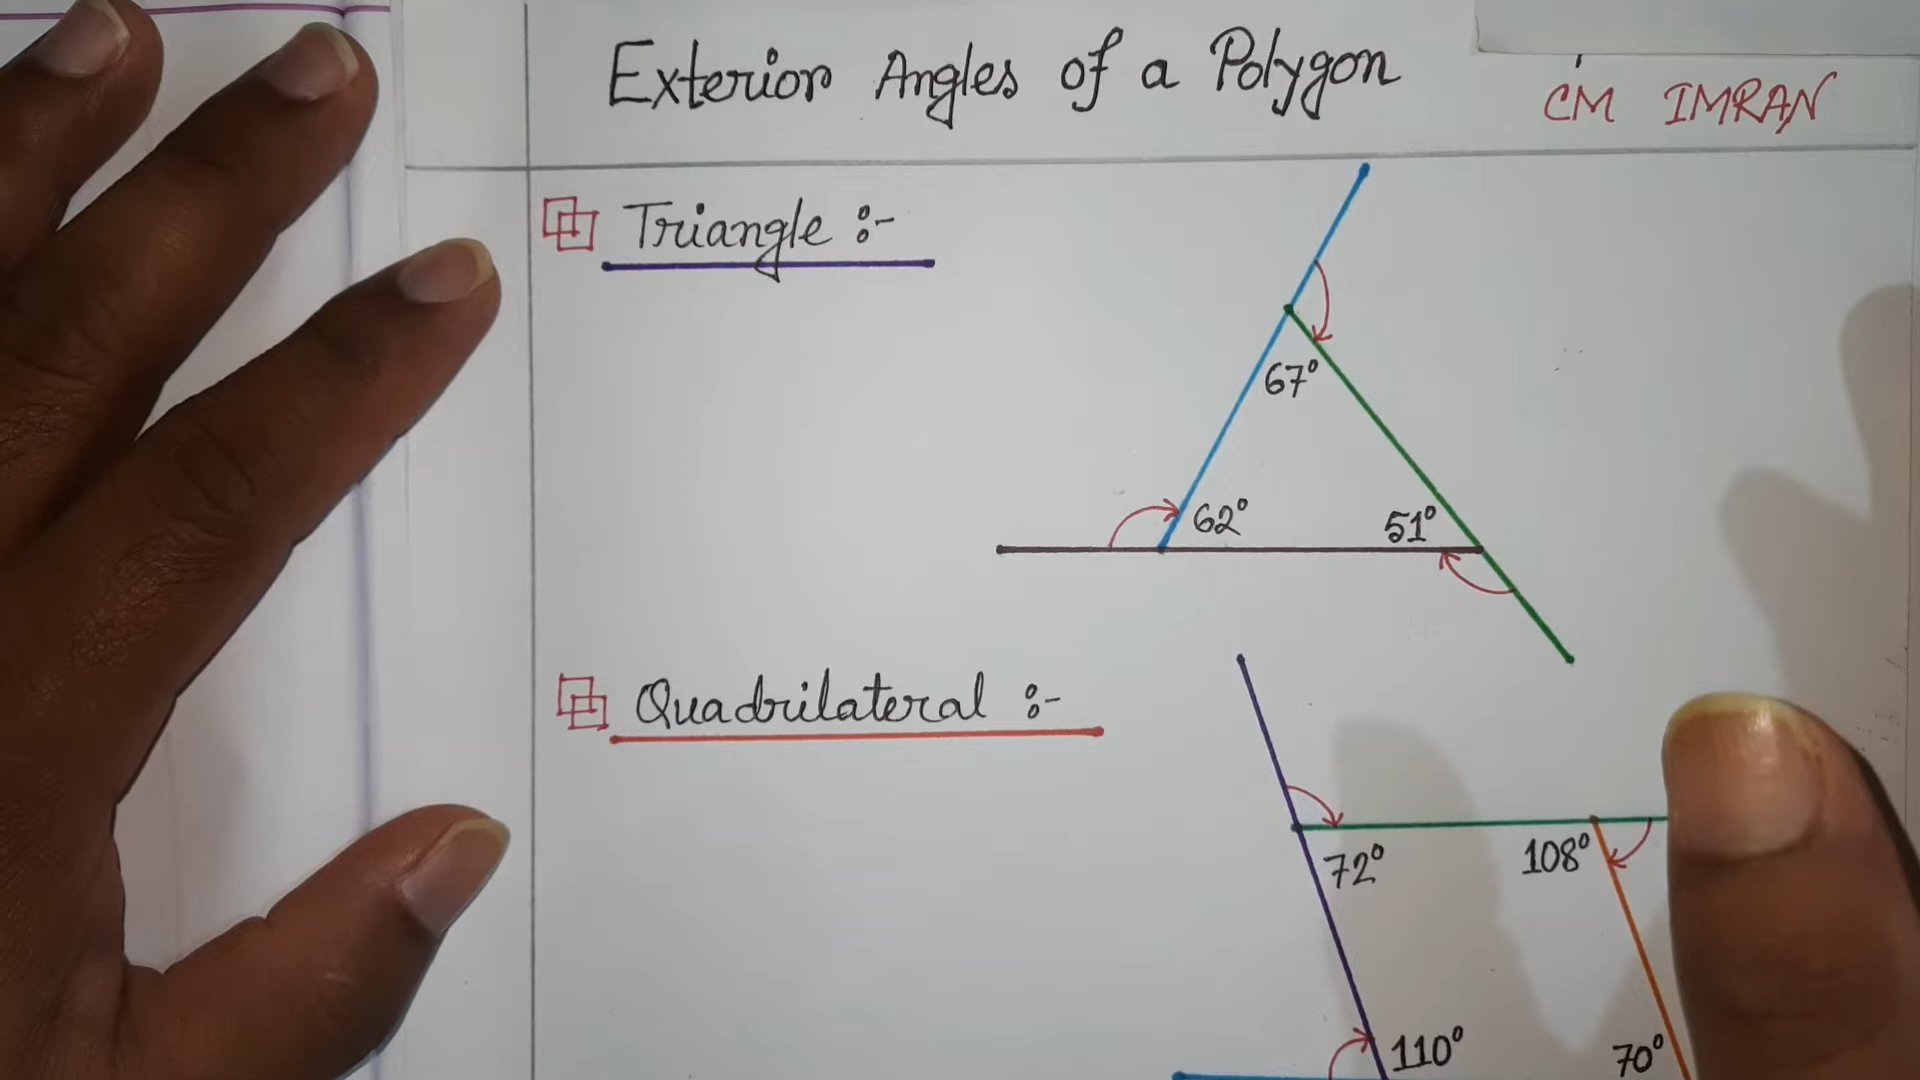 Exterior Angles of a Polygon
CM IMRAN
Triangle :-
67°
62°
51°
Quadrilateral :-
72°
108°
110°
70°